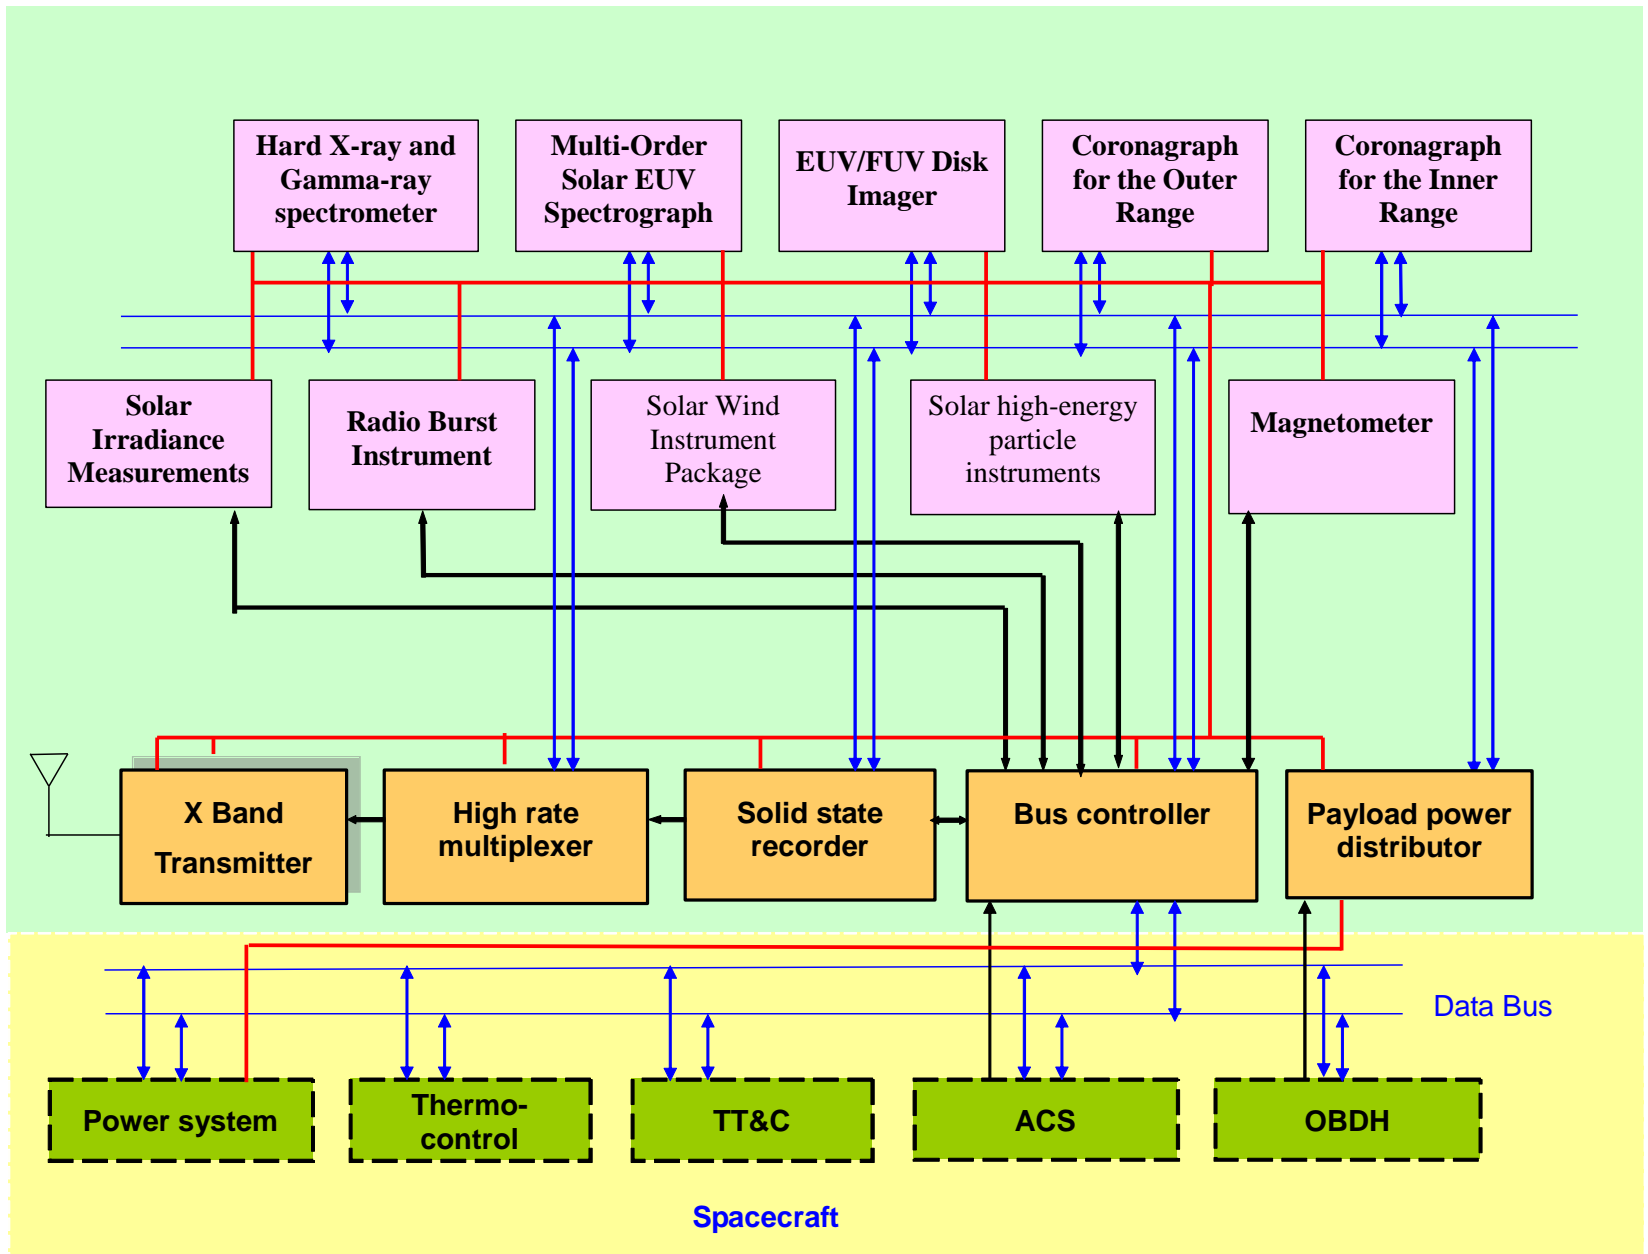 Hard X-ray and
Gamma-ray
spectrometer
Multi-Order
Solar EUV
Spectrograph
EUV/FUV Disk
Imager
Coronagraph
for the Outer
Range
Coronagraph
for the Inner
Range
Solar
Irradiance
Measurements
Radio Burst
Instrument
Solar Wind
Instrument
Package
Solar high-energy
particle
instruments
Magnetometer
X Band
Transmitter
High rate
multiplexer
Solid state
recorder
Bus controller
Payload power
distributor
Data Bus
Power system
Thermo-
control
TT&C
ACS
OBDH
Spacecraft